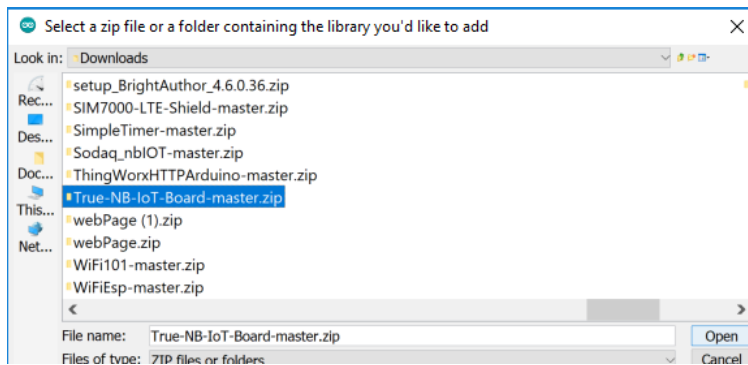 Select a zip file or a folder containing the library you'd like to add
Look in: Downloads
Rec...
Des...
Doc...
This...
Net...
setup_BrightAuthor_4.6.0.36.zip
SIM7000-LTE-Shield-master.zip
SimpleTimer-master.zip
Sodaq_nbIOT-master.zip
ThingWorxHTTPArduino-master.zip
True-NB-IoT-Board-master.zip
webPage (1).zip
webPage.zip
WiFi101-master.zip
WiFiEsp-master.zip
File name: True-NB-IoT-Board-master.zip Open
Files of type: ZIP files or folders Cancel